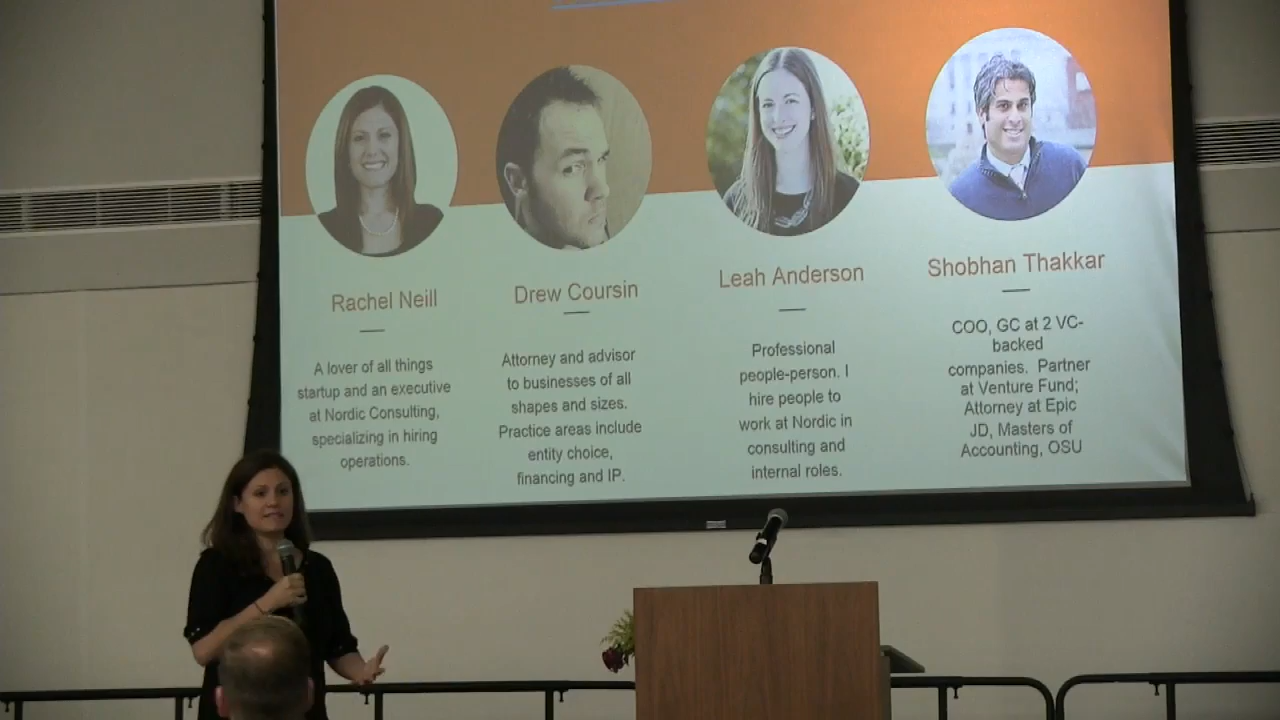 Rachel Neill
A lover of all things
startup and an executive
at Nordic Consulting,
specializing in hiring
operations.
Drew Coursin
Attorney and advisor
to businesses of all
shapes and sizes.
Practice areas include
entity choice,
financing and IP.
Leah Anderson
Professional
people-person. I
hire people to
work at Nordic in
consulting and
internal roles.
Shobhan Thakkar
COO, GC at 2 VC-
backed
companies. Partner
at Venture Fund;
Attorney at Epic
JD, Masters of
Accounting, OSU